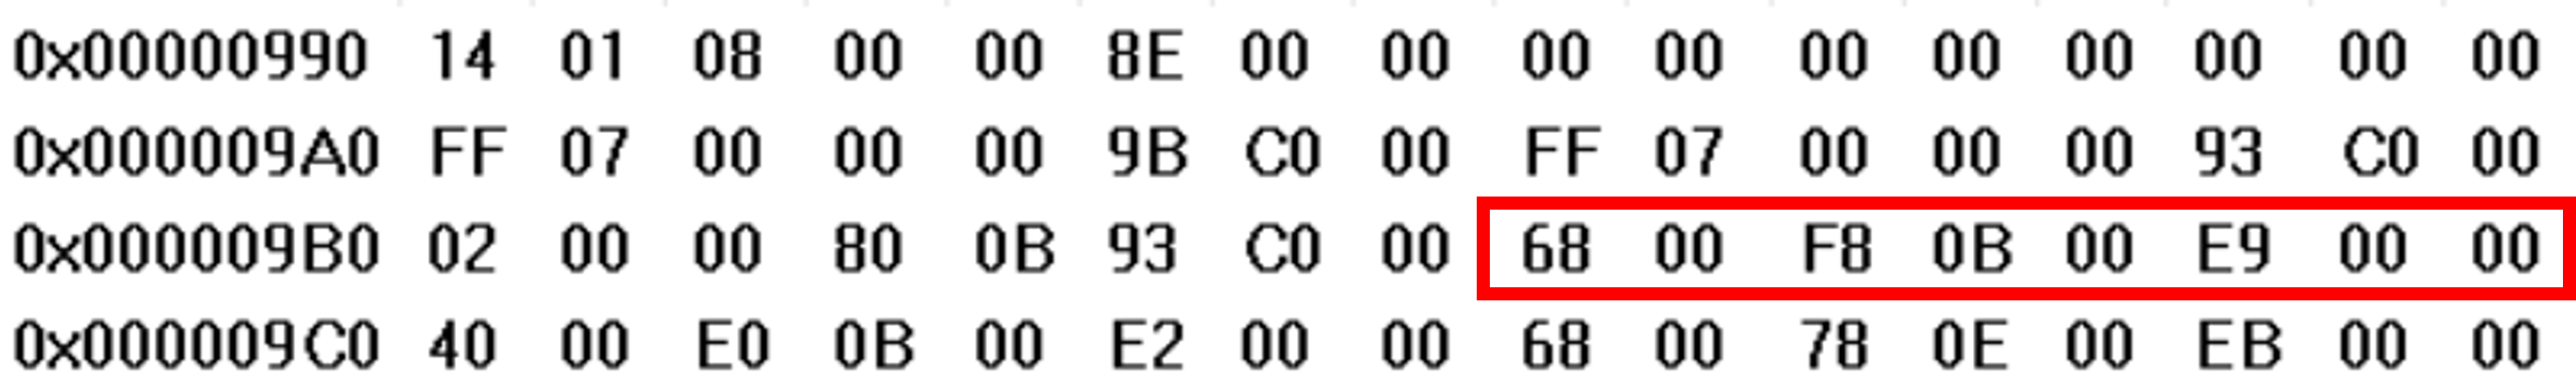 0x00000990 14 01 08 00 00 8E 00 00 00 00 00 00 00 00 00 00
0x000009A0 FF 07 00 00 00 9B C0 00 FF 07 00 00 00 93 C0 00
0x000009B0 02 00 00 80 0B 93 C0 00 68 00 F8 0B 00 E9 00 00
0x000009C0 40 00 E0 0B 00 E2 00 00 68 00 78 0E 00 EB 00 00